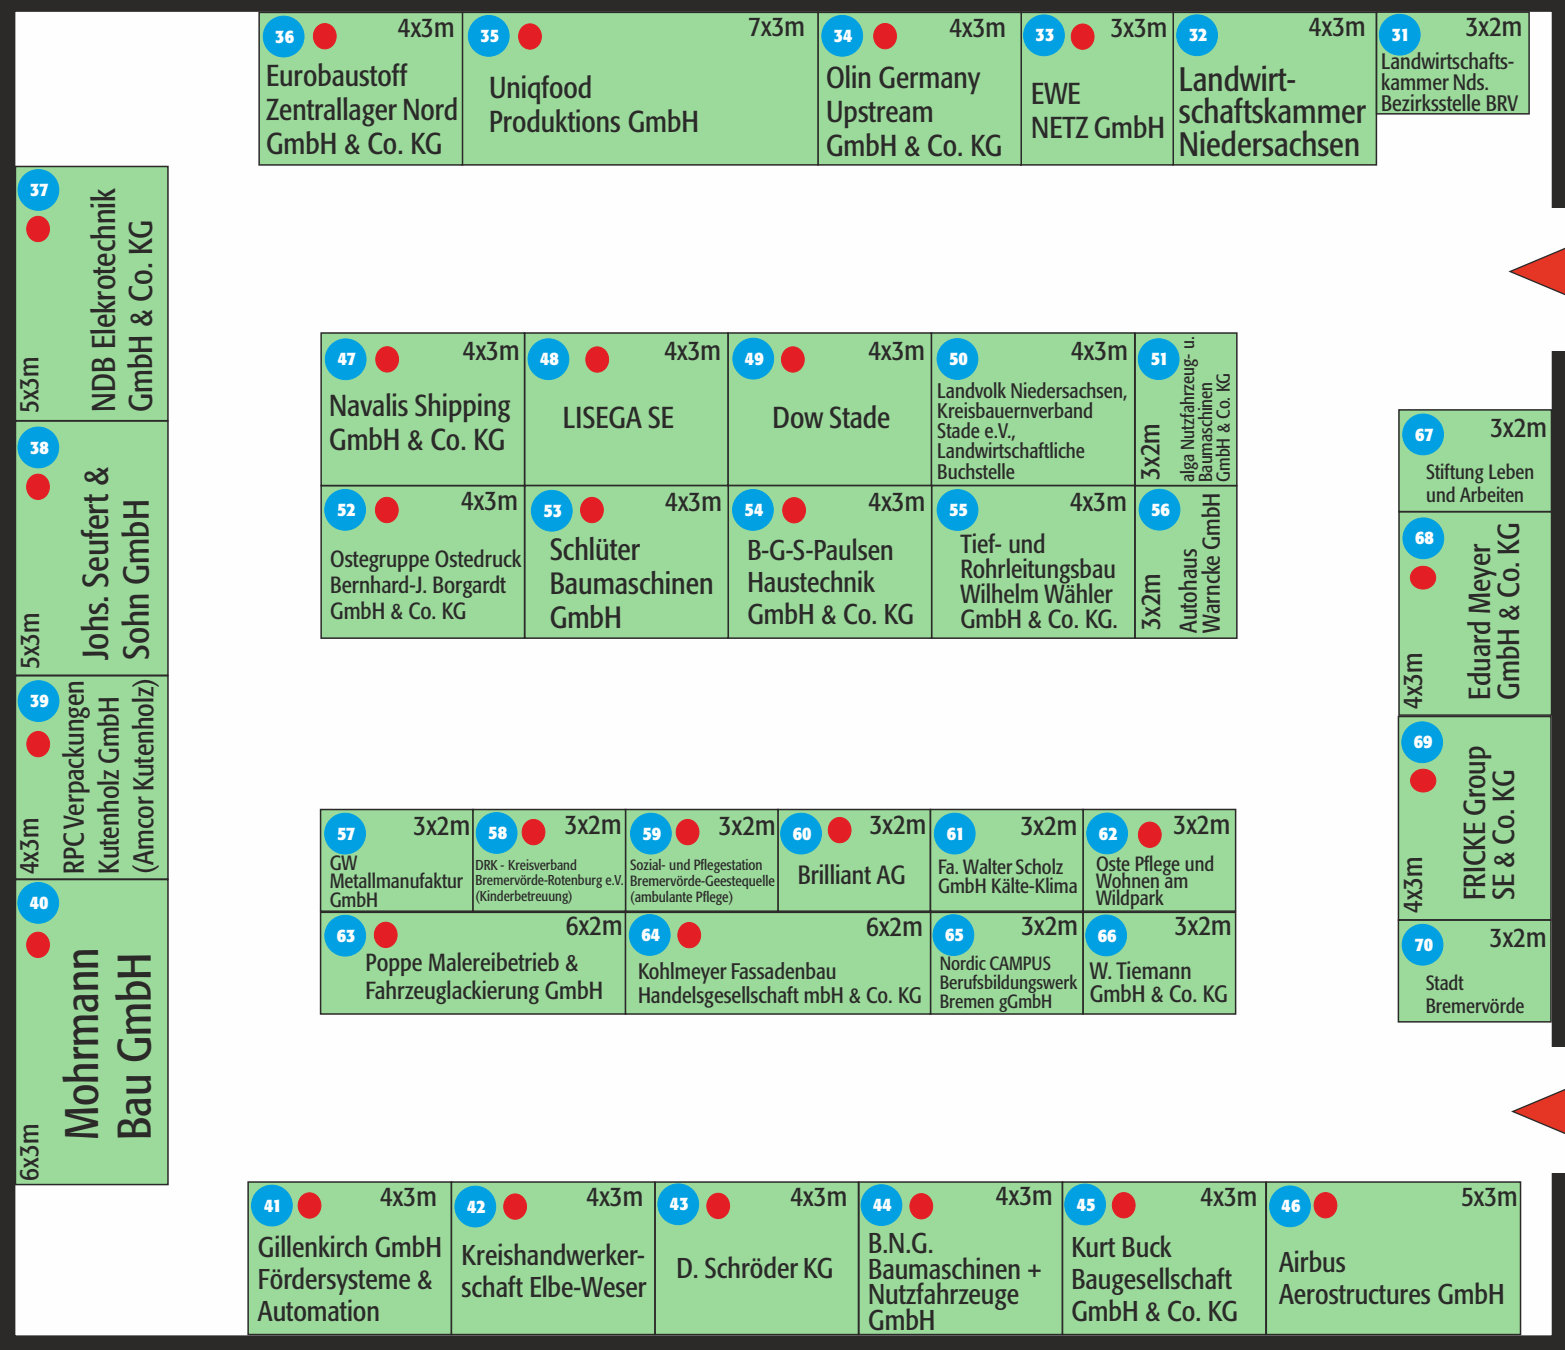 36
4x3m
Eurobaustoff
Zentrallager Nord
GmbH & Co. KG
35
7x3m
Uniqfood
Produktions GmbH
34
4x3m
Olin Germany
Upstream
GmbH & Co. KG
33
3x3m
EWE
NETZ GmbH
32
4x3m
Landwirt-
schaftskammer
Niedersachsen
31
3x2m
Landwirtschafts-
kammer Nds.
Bezirksstelle BRV
37
5x3m
NDB Elekrotechnik
GmbH & Co. KG
38
5x3m
Johs. Seufert &
Sohn GmbH
39
4x3m
RPC Verpackungen
Kutenholz GmbH
(Amcor Kutenholz)
40
6x3m
Mohrmann
Bau GmbH
47
4x3m
Navalis Shipping
GmbH & Co. KG
48
4x3m
LISEGA SE
49
4x3m
Dow Stade
50
4x3m
Landvolk Niedersachsen,
Kreisbauernverband
Stade e.V.,
Landwirtschaftliche
Buchstelle
51
3x2m
alga Nutzfahrzeug- u.
Baumaschinen
GmbH & Co. KG
52
4x3m
Ostegruppe Ostedruck
Bernhard-J. Borgardt
GmbH & Co. KG
53
4x3m
Schlüter
Baumaschinen
GmbH
54
4x3m
B-G-S-Paulsen
Haustechnik
GmbH & Co. KG
55
4x3m
Tief- und
Rohrleitungsbau
Wilhelm Wähler
GmbH & Co. KG.
56
3x2m
Autohaus
Warncke GmbH
67
3x2m
Stiftung Leben
und Arbeiten
68
4x3m
Eduard Meyer
GmbH & Co. KG
69
4x3m
FRICKE Group
SE & Co. KG
70
3x2m
Stadt
Bremervörde
57
3x2m
GW
Metallmanufaktur
GmbH
58
3x2m
DRK - Kreisverband
Bremervörde-Rotenburg e.V.
(Kinderbetreuung)
59
3x2m
Sozial- und Pflegestation
Bremervörde-Geestequelle
(ambulante Pflege)
60
3x2m
Brilliant AG
61
3x2m
Fa. Walter Scholz
GmbH Kälte-Klima
62
3x2m
Oste Pflege und
Wohnen am
Wildpark
63
6x2m
Poppe Malereibetrieb &
Fahrzeuglackierung GmbH
64
6x2m
Kohlmeyer Fassadenbau
Handelsgesellschaft mbH & Co. KG
65
3x2m
Nordic CAMPUS
Berufsbildungswerk
Bremen gGmbH
66
3x2m
W. Tiemann
GmbH & Co. KG
41
4x3m
Gillenkirch GmbH
Fördersysteme &
Automation
42
4x3m
Kreishandwerker-
schaft Elbe-Weser
43
4x3m
D. Schröder KG
44
4x3m
B.N.G.
Baumaschinen +
Nutzfahrzeuge
GmbH
45
4x3m
Kurt Buck
Baugesellschaft
GmbH & Co. KG
46
5x3m
Airbus
Aerostructures GmbH